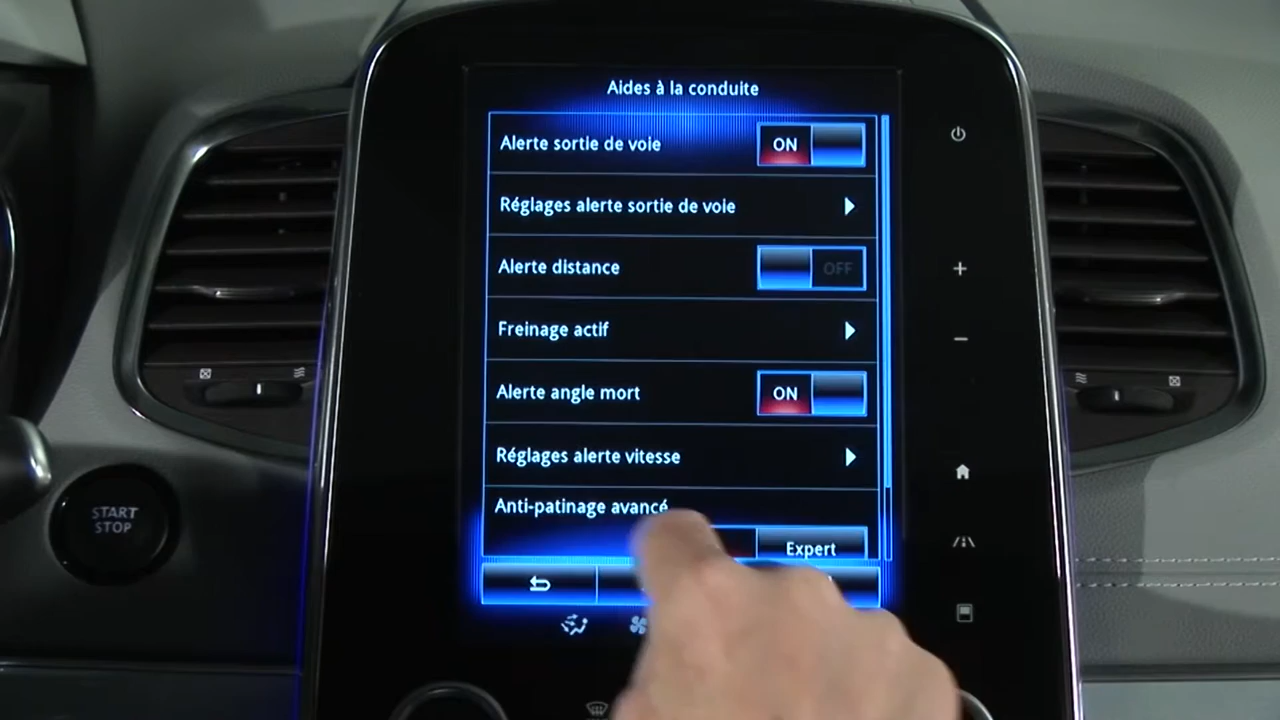 Aides à la conduite
Alerte sortie de voie ON
Réglages alerte sortie de voie
Alerte distance OFF
Freinage actif
Alerte angle mort ON
Réglages alerte vitesse
Anti-patinage avancé
Expert
START
STOP